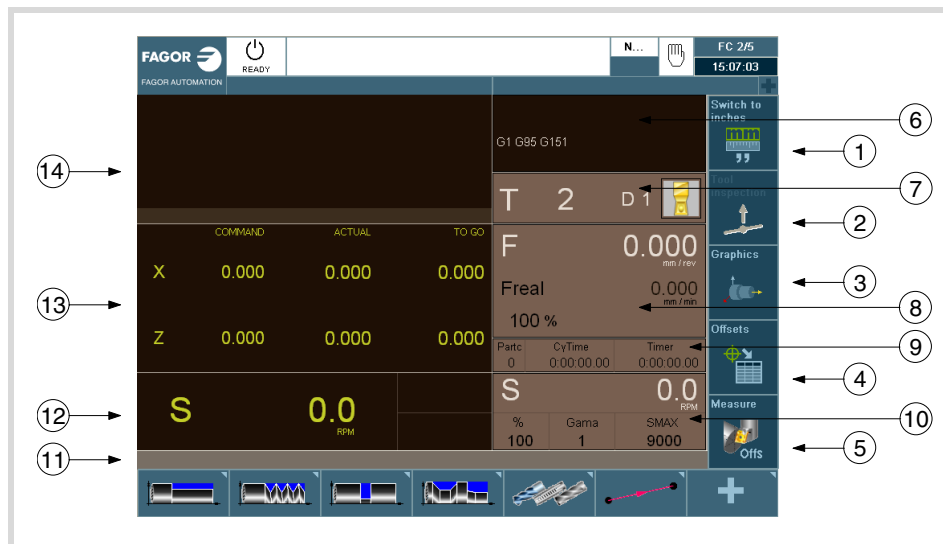 FAGOR
READY
N...
FC 2/5
15:07:03
FAGOR AUTOMATION
Switch to
inches
6
G1 G95 G151
1
14
Tool
inspection
7
T 2 D 1
2
COMMAND ACTUAL TO GO
F 0.000
mm / rev
Graphics
X 0.000 0.000 0.000
Freal 0.000
mm / min
3
13
100 %
8
Offsets
Z 0.000 0.000 0.000
Partc CyTime Timer
0 0:00:00.00 0:00:00.00
9
4
S 0.0
RPM
S 0.0
RPM
Measure
12
% Gama SMAX
100 1 9000
10
Offs
5
11